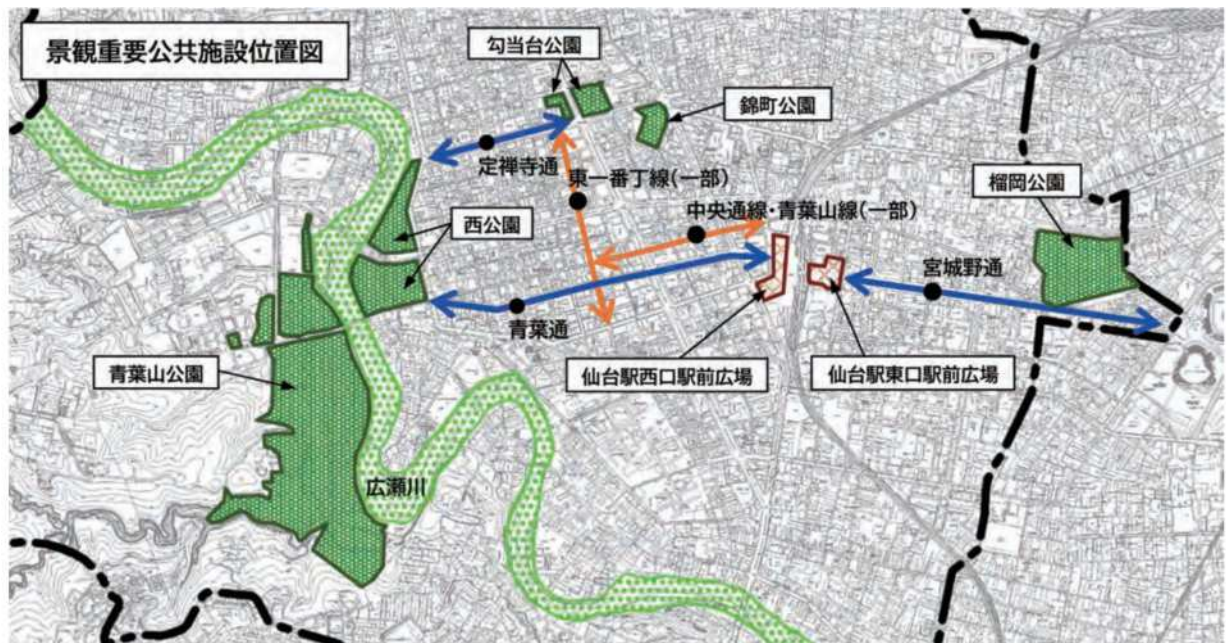 景観重要公共施設位置図
勾当台公園
錦町公園
定禅寺通
東一番丁線(一部)
榴岡公園
西公園
中央通線・青葉山線(一部)
宮城野通
青葉通
青葉山公園
仙台駅西口駅前広場
仙台駅東口駅前広場
広瀬川